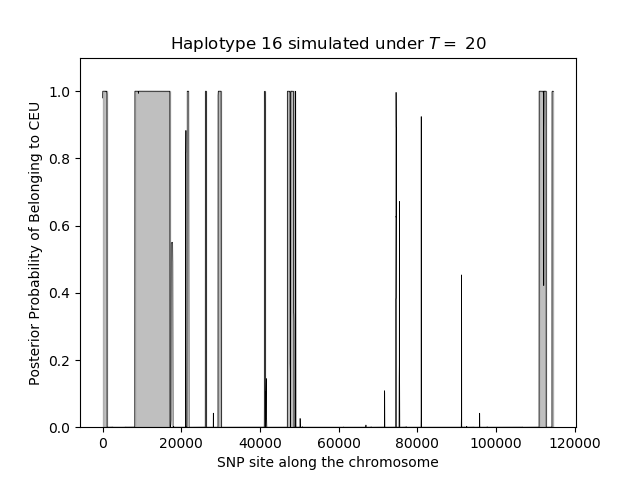 Haplotype 16 simulated under T = 20
Posterior Probability of Belonging to CEU
1.0
0.8
0.6
0.4
0.2
0.0
0 20000 40000 60000 80000 100000 120000
SNP site along the chromosome